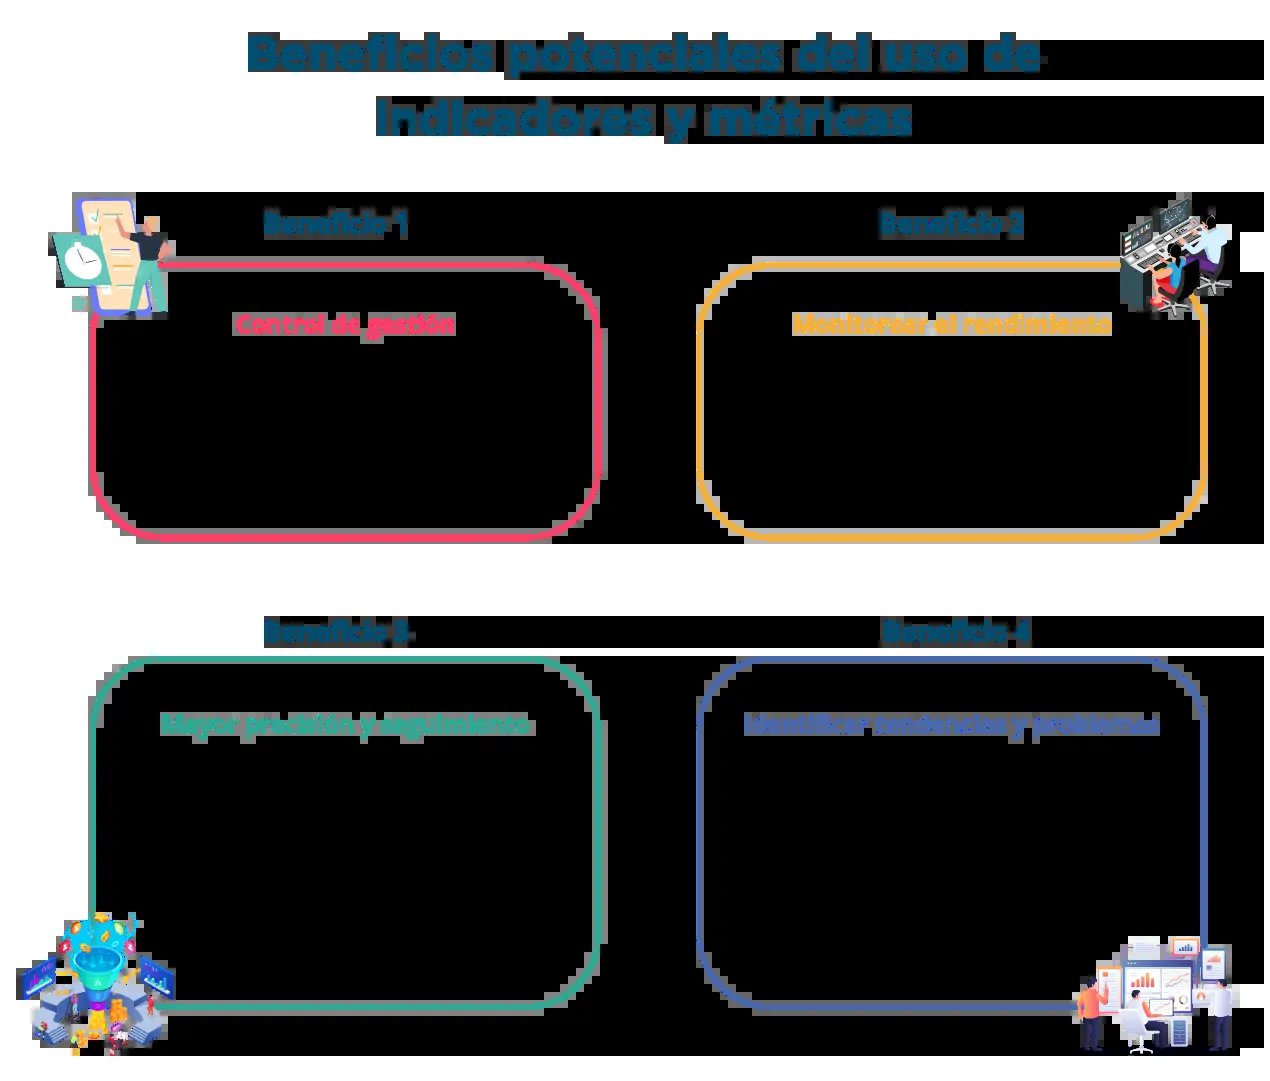 Beneficios potenciales del uso de
indicadores y métricas
Beneficio 1
Beneficio 2
Control de gestión
Monitorear el rendimiento
Beneficio 3
Beneficio 4
Mayor precisión y seguimiento
Identificar tendencias y problemas